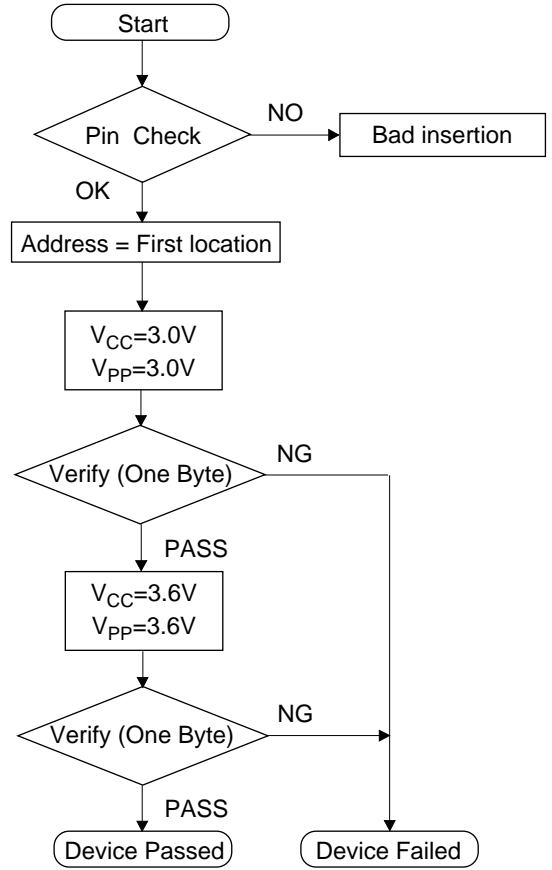 Start
Pin Check
NO
Bad insertion
OK
Address = First location
VCC=3.0V
VPP=3.0V
Verify (One Byte)
NG
PASS
VCC=3.6V
VPP=3.6V
Verify (One Byte)
NG
PASS
Device Passed
Device Failed